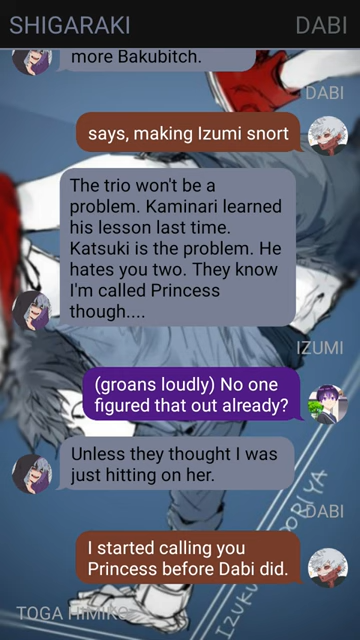 SHIGARAKI DABI
more Bakubitch.
DABI
says, making Izumi snort
The trio won't be a
problem. Kaminari learned
his lesson last time.
Katsuki is the problem. He
hates you two. They know
I'm called Princess
though....
IZUMI
(groans loudly) No one
figured that out already?
Unless they thought I was
just hitting on her.
DABI
I started calling you
Princess before Dabi did.
TOGA HIMIKO
IZUKU MIDORIYA